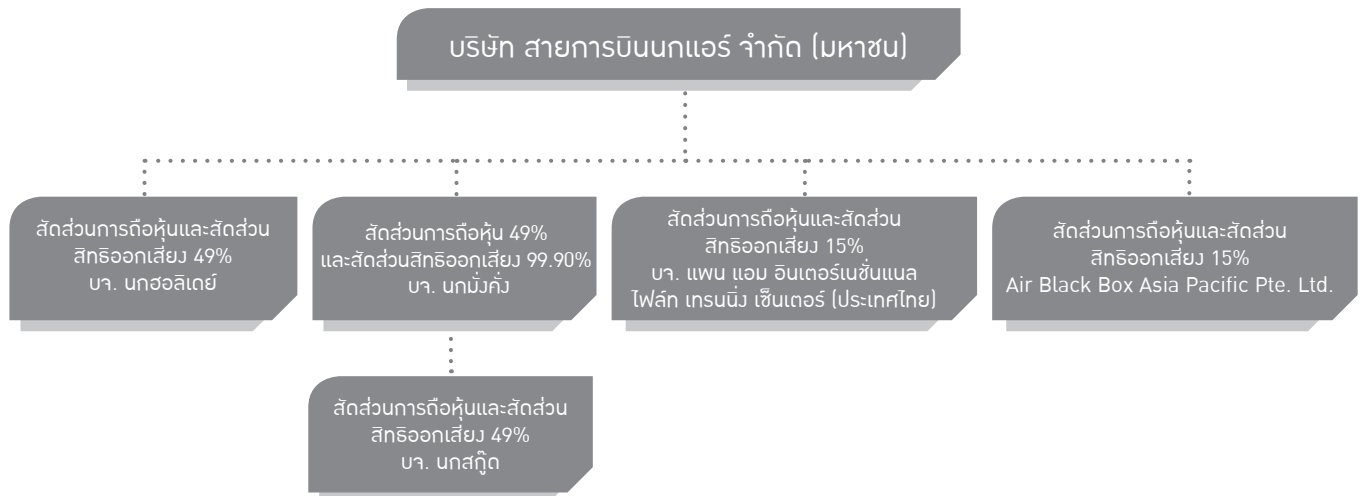 บริษัท สายการบินนกแอร์ จำกัด (มหาชน)
สัดส่วนการถือหุ้นและสัดส่วน
สิทธิออกเสียง 49%
บจ. นกฮอลิเดย์
สัดส่วนการถือหุ้น 49%
และสัดส่วนสิทธิออกเสียง 99.90%
บจ. นกมั่งคั่ง
สัดส่วนการถือหุ้นและสัดส่วน
สิทธิออกเสียง 15%
บจ. แพน แอม อินเตอร์เนชั่นแนล
ไฟล์ท เทรนนิ่ง เซ็นเตอร์ (ประเทศไทย)
สัดส่วนการถือหุ้นและสัดส่วน
สิทธิออกเสียง 15%
Air Black Box Asia Pacific Pte. Ltd.
สัดส่วนการถือหุ้นและสัดส่วน
สิทธิออกเสียง 49%
บจ. นกสกู๊ต